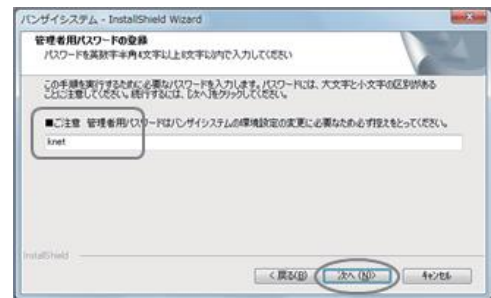 バンザイシステム - InstallShield Wizard
管理者用パスワードの登録
パスワードを英数字半角4文字以上8文字以内で入力してください
この手順を実行するために必要なパスワードを入力します。パスワードには、大文字と小文字の区別がある
ことに注意してください。続行するには、[次へ]をクリックしてください。
■ご注意 管理者用パスワードはバンザイシステムの環境設定の変更に必要なため必ず控えをとってください。
knet
InstallShield
< 戻る(B)
次へ (N)>
キャンセル